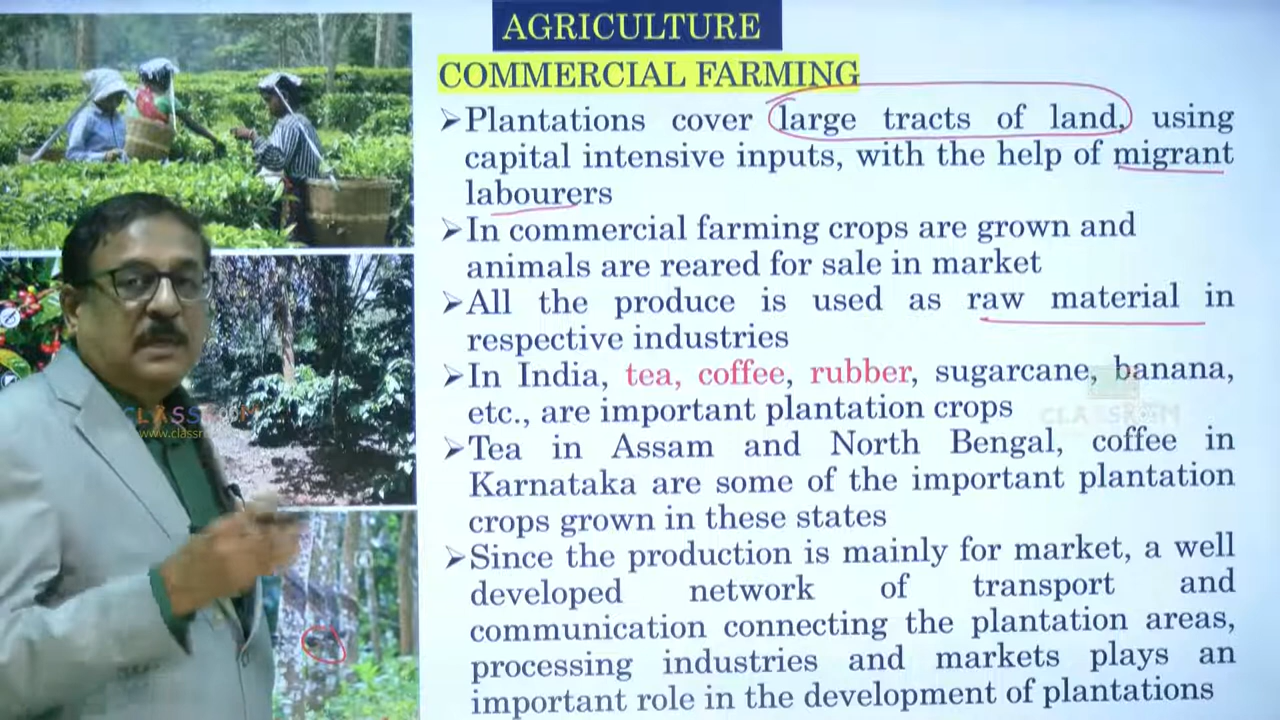 AGRICULTURE
COMMERCIAL FARMING
➢Plantations cover large tracts of land, using
capital intensive inputs, with the help of migrant
labourers
➢In commercial farming crops are grown and
animals are reared for sale in market
➢All the produce is used as raw material in
respective industries
➢In India, tea, coffee, rubber, sugarcane, banana,
etc., are important plantation crops
➢Tea in Assam and North Bengal, coffee in
Karnataka are some of the important plantation
crops grown in these states
➢Since the production is mainly for market, a well
developed network of transport and
communication connecting the plantation areas,
processing industries and markets plays an
important role in the development of plantations